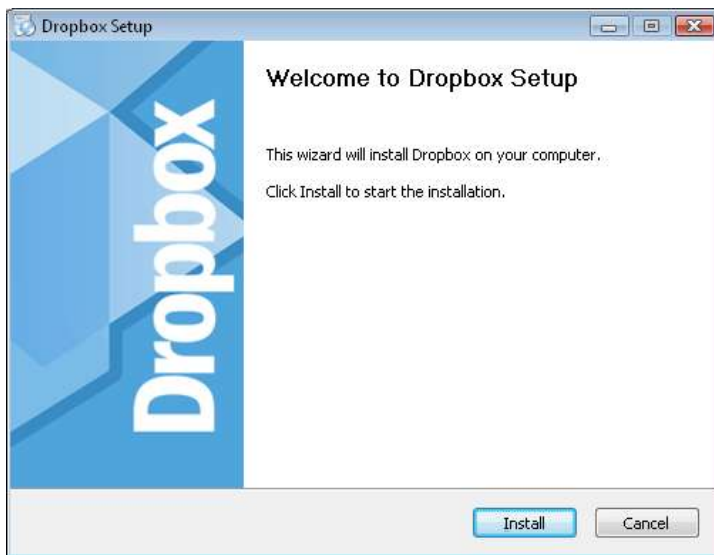 Dropbox Setup
Welcome to Dropbox Setup
This wizard will install Dropbox on your computer.
Click Install to start the installation.
Dropbox
Install
Cancel